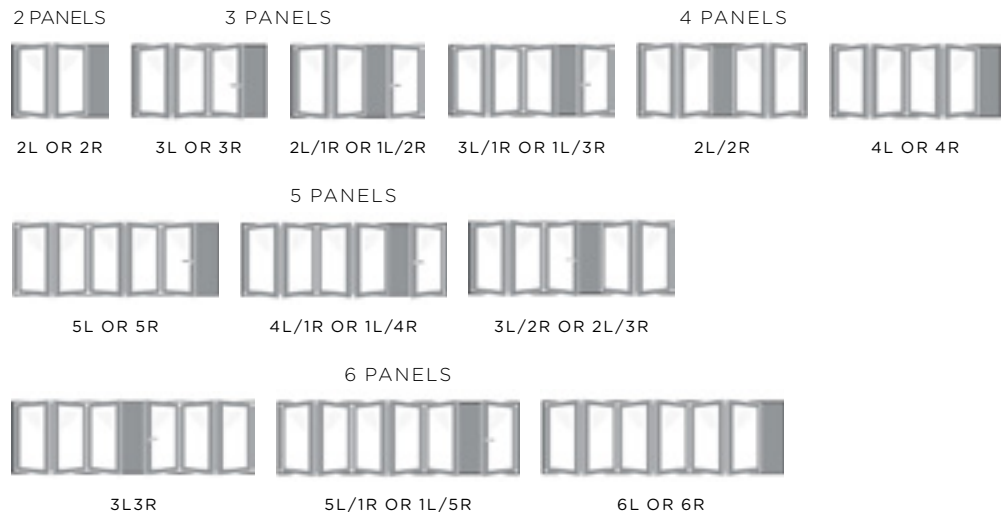 2 PANELS
3 PANELS
4 PANELS
2L OR 2R
3L OR 3R
2L/1R OR 1L/2R
3L/1R OR 1L/3R
2L/2R
4L OR 4R
5 PANELS
5L OR 5R
4L/1R OR 1L/4R
3L/2R OR 2L/3R
6 PANELS
3L3R
5L/1R OR 1L/5R
6L OR 6R